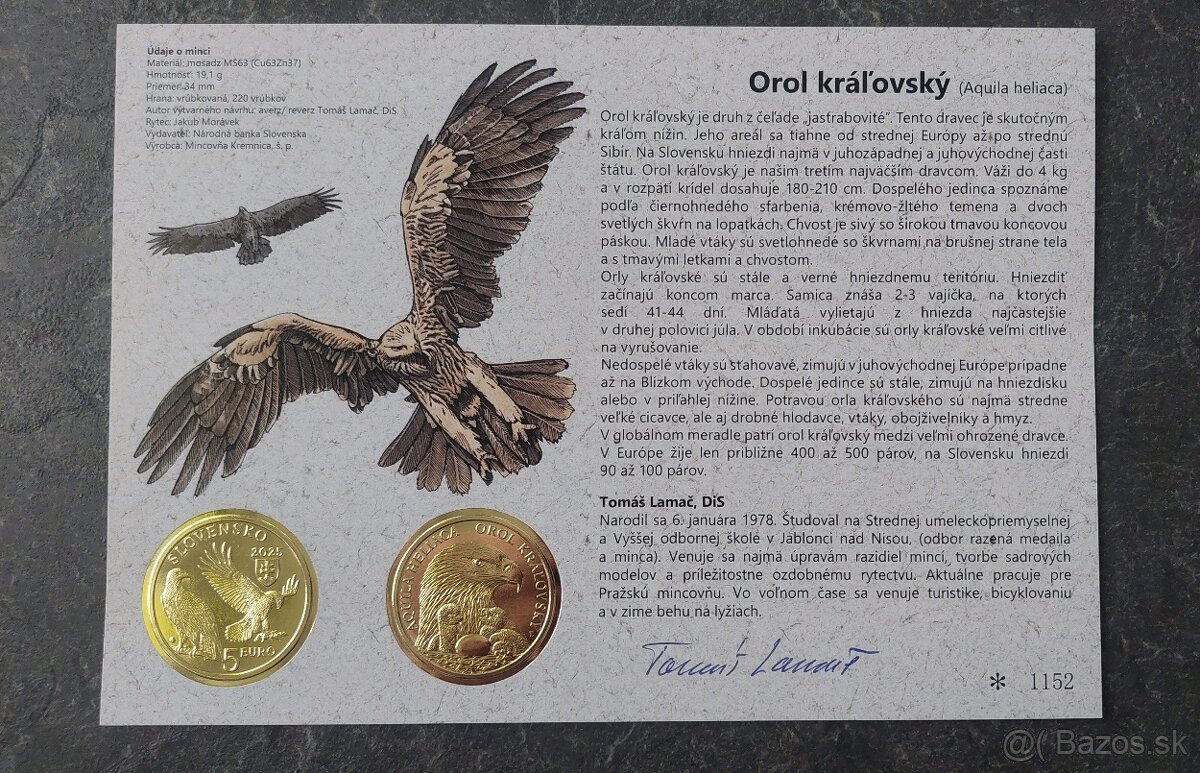 Údaje o minci
Materiál: mosadz MS63 (Cu63Zn37)
Hmotnosť: 19,1 g
Priemer: 34 mm
Hrana: vrúbkovaná, 220 vrúbkov
Autor výtvarného návrhu: averz/ reverz Tomáš Lamač, DiS
Rytec: Jakub Morávek
Vydavateľ: Národná banka Slovenska
Výrobca: Mincovňa Kremnica, š. p.
Orol kráľovský (Aquila heliaca)
Orol kráľovský je druh z čeľade „jastrabovité“. Tento dravec je skutočným
kráľom nížin. Jeho areál sa tiahne od strednej Európy až po strednú
Sibír. Na Slovensku hniezdi najmä v juhozápadnej a juhovýchodnej časti
štátu. Orol kráľovský je našim tretím najväčším dravcom. Váži do 4 kg
a v rozpätí krídel dosahuje 180-210 cm. Dospelého jedinca spoznáme
podľa čiernohnedého sfarbenia, krémovo-žltého temena a dvoch
svetlých škvŕn na lopatkách. Chvost je sivý so širokou tmavou koncovou
páskou. Mladé vtáky sú svetlohnedé so škvrnami na brušnej strane tela
a s tmavými letkami a chvostom.
Orly kráľovské sú stále a verné hniezdnemu teritóriu. Hniezdiť
začínajú koncom marca. Samica znáša 2-3 vajíčka, na ktorých
sedí 41-44 dní. Mláďatá vylietajú z hniezda najčastejšie
v druhej polovici júla. V období inkubácie sú orly kráľovské veľmi citlivé
na vyrušovanie.
Nedospelé vtáky sú sťahovavé, zimujú v juhovýchodnej Európe prípadne
až na Blízkom východe. Dospelé jedince sú stále, zimujú na hniezdisku
alebo v priľahlej nížine. Potravou orla kráľovského sú najmä stredne
veľké cicavce, ale aj drobné hlodavce, vtáky, obojživelníky a hmyz.
V globálnom meradle patrí orol kráľovský medzi veľmi ohrozené dravce.
V Európe žije len približne 400 až 500 párov, na Slovensku hniezdi
90 až 100 párov.
Tomáš Lamač, DiS
Narodil sa 6. januára 1978. Študoval na Strednej umeleckopriemyselnej
a Vyššej odbornej škole v Jablonci nad Nisou, (odbor razená medaila
a minca). Venuje sa najmä úpravám razidiel mincí, tvorbe sadrových
modelov a príležitostne ozdobnému rytectvu. Aktuálne pracuje pre
Pražskú mincovňu. Vo voľnom čase sa venuje turistike, bicyklovaniu
a v zime behu na lyžiach.
SLOVENSKO
2025
5 EURO
AQUILA HELIACA OROL KRÁĽOVSKÝ
Tomáš Lamač
* 1152
@( Bazos.sk